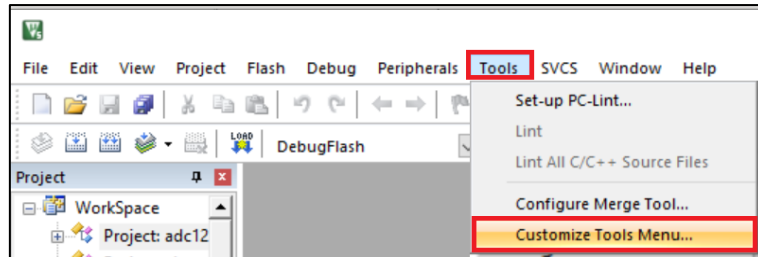 File Edit View Project Flash Debug Peripherals Tools SVCS Window Help
Set-up PC-Lint...
Lint
Lint All C/C++ Source Files
Configure Merge Tool...
Customize Tools Menu...
LOAD
DebugFlash
Project
WorkSpace
Project: adc12